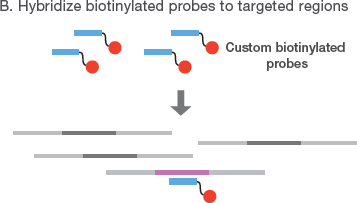 B. Hybridize biotinylated probes to targeted regions
Custom biotinylated
probes